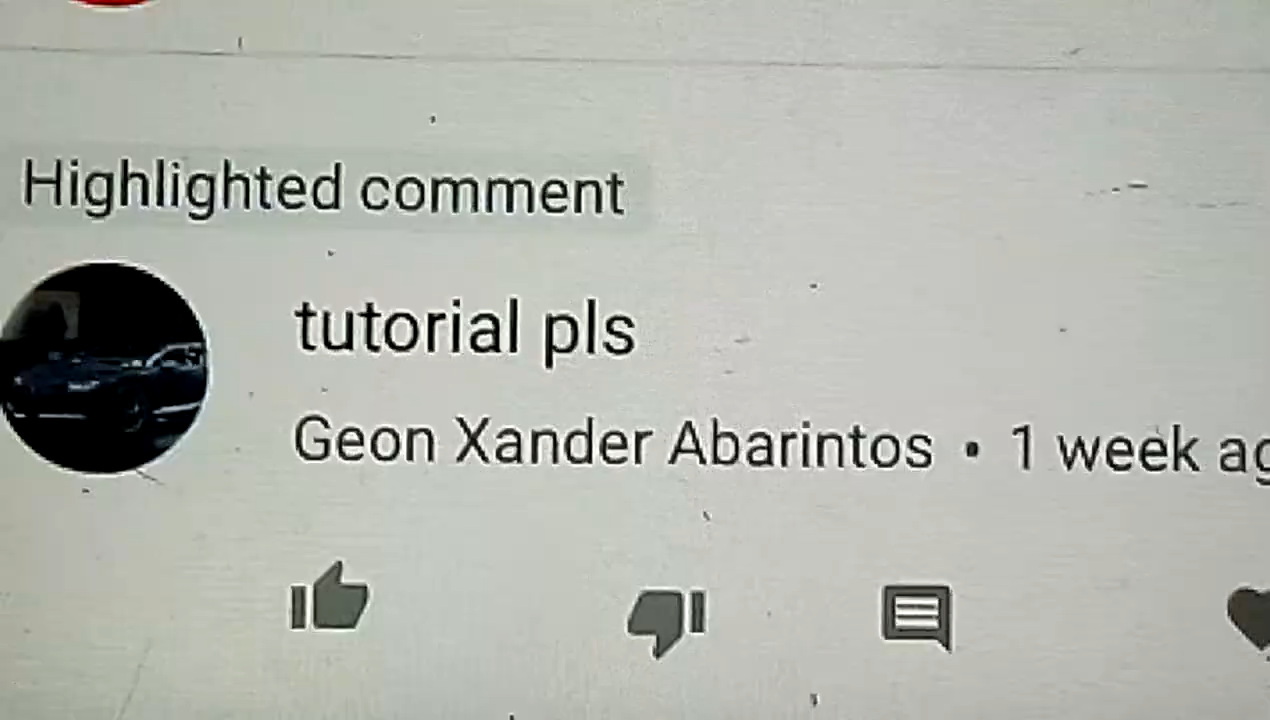 Highlighted comment
tutorial pls
Geon Xander Abarintos • 1 week